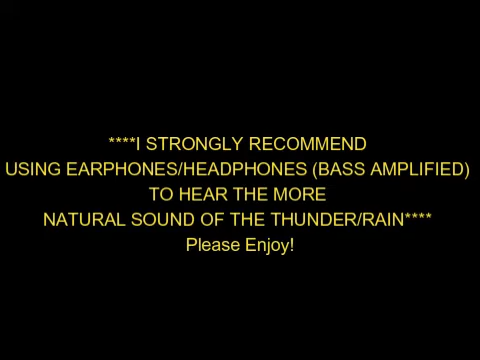 ****I STRONGLY RECOMMEND
USING EARPHONES/HEADPHONES (BASS AMPLIFIED)
TO HEAR THE MORE
NATURAL SOUND OF THE THUNDER/RAIN****
Please Enjoy!